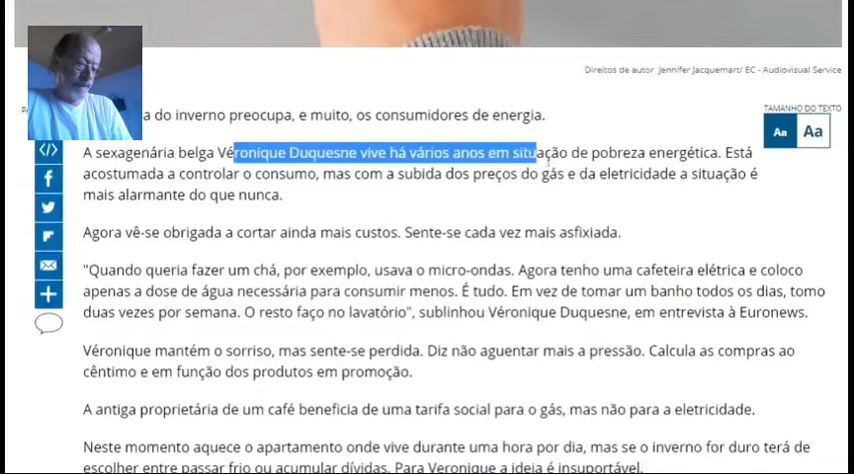 Direitos de autor Jennifer Jacquemart/ EC - Audiovisual Service
a do inverno preocupa, e muito, os consumidores de energia.
TAMANHO DO TEXTO
Aa Aa
A sexagenária belga Véronique Duquesne vive há vários anos em situação de pobreza energética. Está
acostumada a controlar o consumo, mas com a subida dos preços do gás e da eletricidade a situação é
mais alarmante do que nunca.
Agora vê-se obrigada a cortar ainda mais custos. Sente-se cada vez mais asfixiada.
"Quando queria fazer um chá, por exemplo, usava o micro-ondas. Agora tenho uma cafeteira elétrica e coloco
apenas a dose de água necessária para consumir menos. É tudo. Em vez de tomar um banho todos os dias, tomo
duas vezes por semana. O resto faço no lavatório", sublinhou Véronique Duquesne, em entrevista à Euronews.
Véronique mantém o sorriso, mas sente-se perdida. Diz não aguentar mais a pressão. Calcula as compras ao
cêntimo e em função dos produtos em promoção.
A antiga proprietária de um café beneficia de uma tarifa social para o gás, mas não para a eletricidade.
Neste momento aquece o apartamento onde vive durante uma hora por dia, mas se o inverno for duro terá de
escolher entre passar frio ou acumular dívidas. Para Veronique a ideia é insuportável.